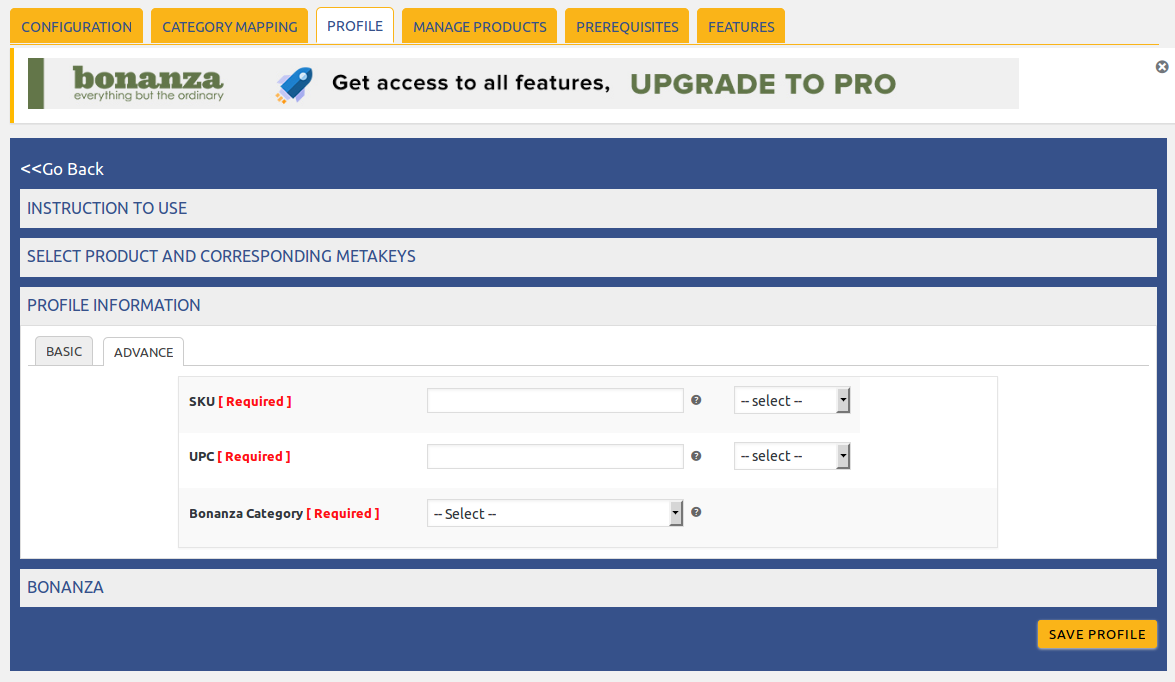 CONFIGURATION CATEGORY MAPPING PROFILE MANAGE PRODUCTS PREREQUISITES FEATURES
bonanza
everything but the ordinary
Get access to all features, UPGRADE TO PRO
<<Go Back
INSTRUCTION TO USE
SELECT PRODUCT AND CORRESPONDING METAKEYS
PROFILE INFORMATION
BASIC ADVANCE
SKU [ Required ] -- select --
UPC [ Required ] -- select --
Bonanza Category [ Required ] -- Select --
BONANZA
SAVE PROFILE